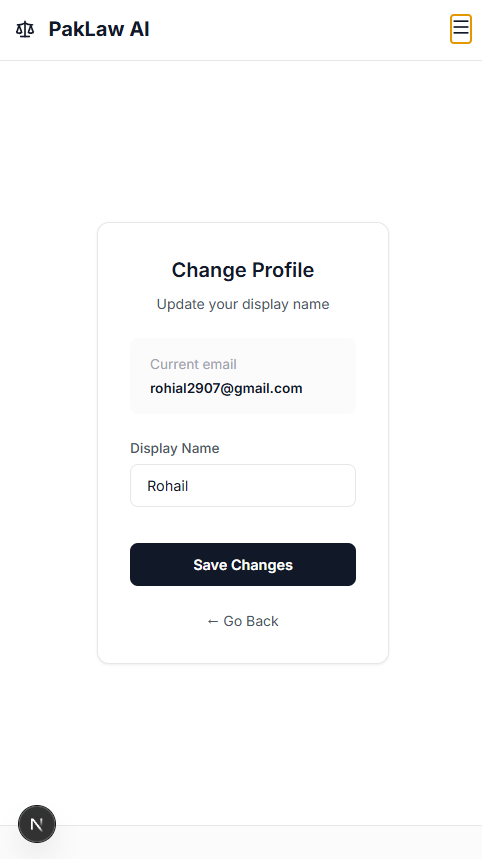 PakLaw AI
Change Profile
Update your display name
Current email
rohial2907@gmail.com
Display Name
Rohail
Save Changes
← Go Back
N